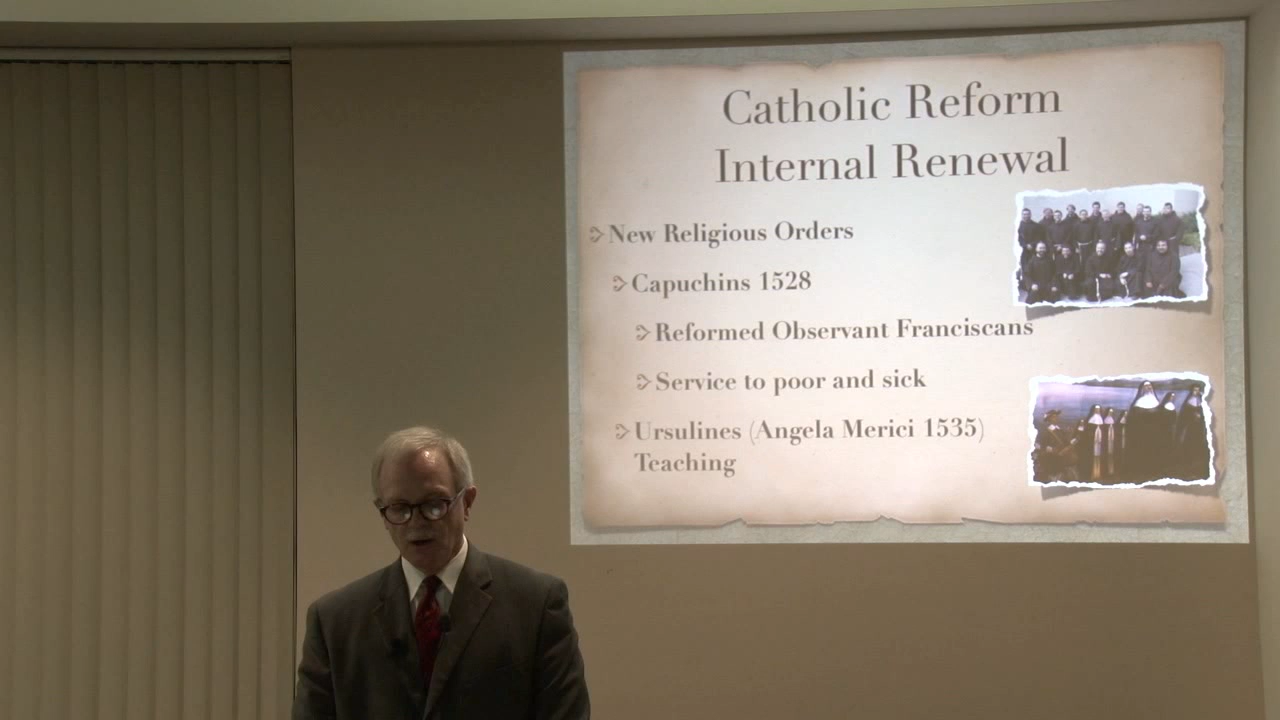 Catholic Reform
Internal Renewal
New Religious Orders
Capuchins 1528
Reformed Observant Franciscans
Service to poor and sick
Ursulines (Angela Merici 1535)
Teaching